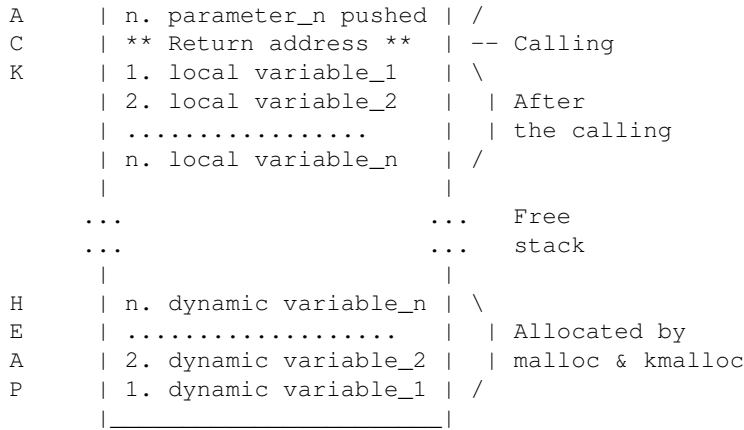 A     | n. parameter_n pushed | /
C     | ** Return address **  | -- Calling
K     | 1. local variable_1   | \
      | 2. local variable_2   |  | After
      | .................     |  | the calling
      | n. local variable_n   | /
      |                       |
     ...                     ...   Free
     ...                     ...   stack
      |                       |
H     | n. dynamic variable_n | \
E     | ...................   |  | Allocated by
A     | 2. dynamic variable_2 |  | malloc & kmalloc
P     | 1. dynamic variable_1 | /
      |_______________________|